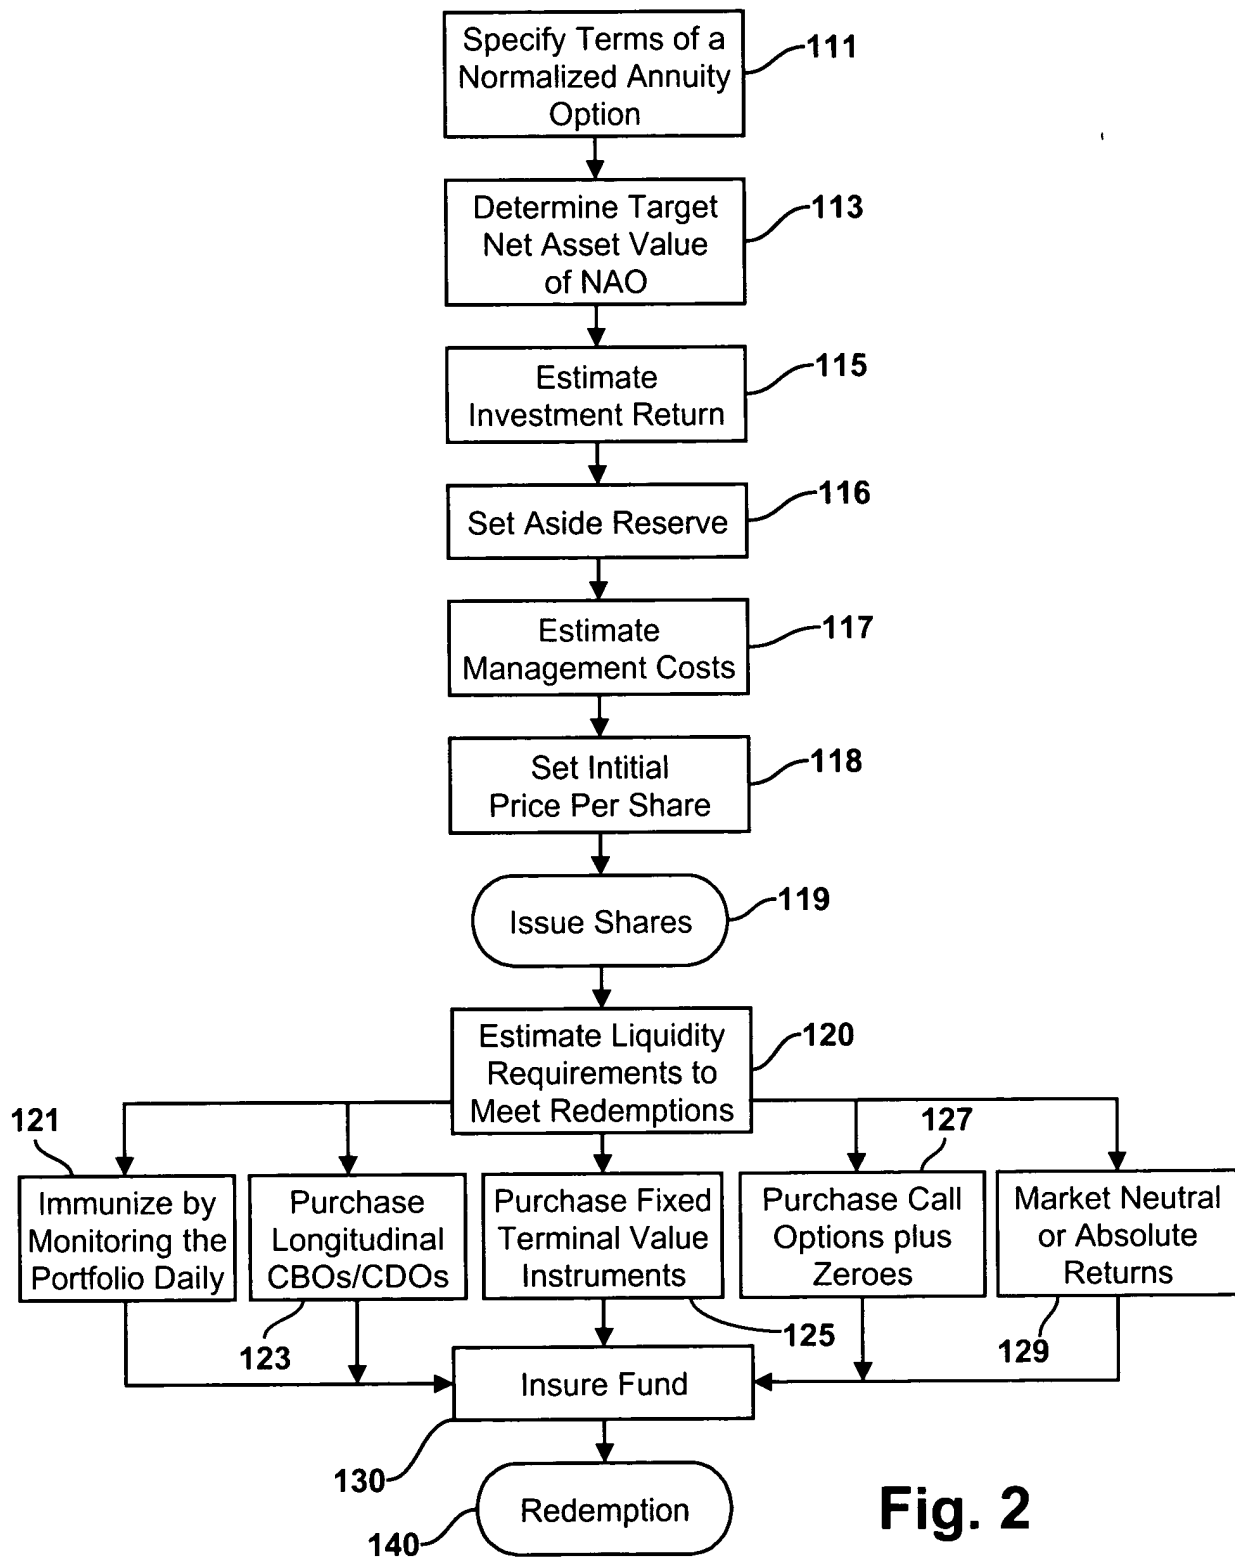 Specify Terms of a
Normalized Annuity
Option
111
Determine Target
Net Asset Value
of NAO
113
Estimate
Investment Return
115
Set Aside Reserve
116
Estimate
Management Costs
117
Set Intitial
Price Per Share
118
Issue Shares
119
Estimate Liquidity
Requirements to
Meet Redemptions
120
121
Immunize by
Monitoring the
Portfolio Daily
Purchase
Longitudinal
CBOs/CDOs
123
Purchase Fixed
Terminal Value
Instruments
125
127
Purchase Call
Options plus
Zeroes
Market Neutral
or Absolute
Returns
129
Insure Fund
130
Redemption
140
Fig. 2